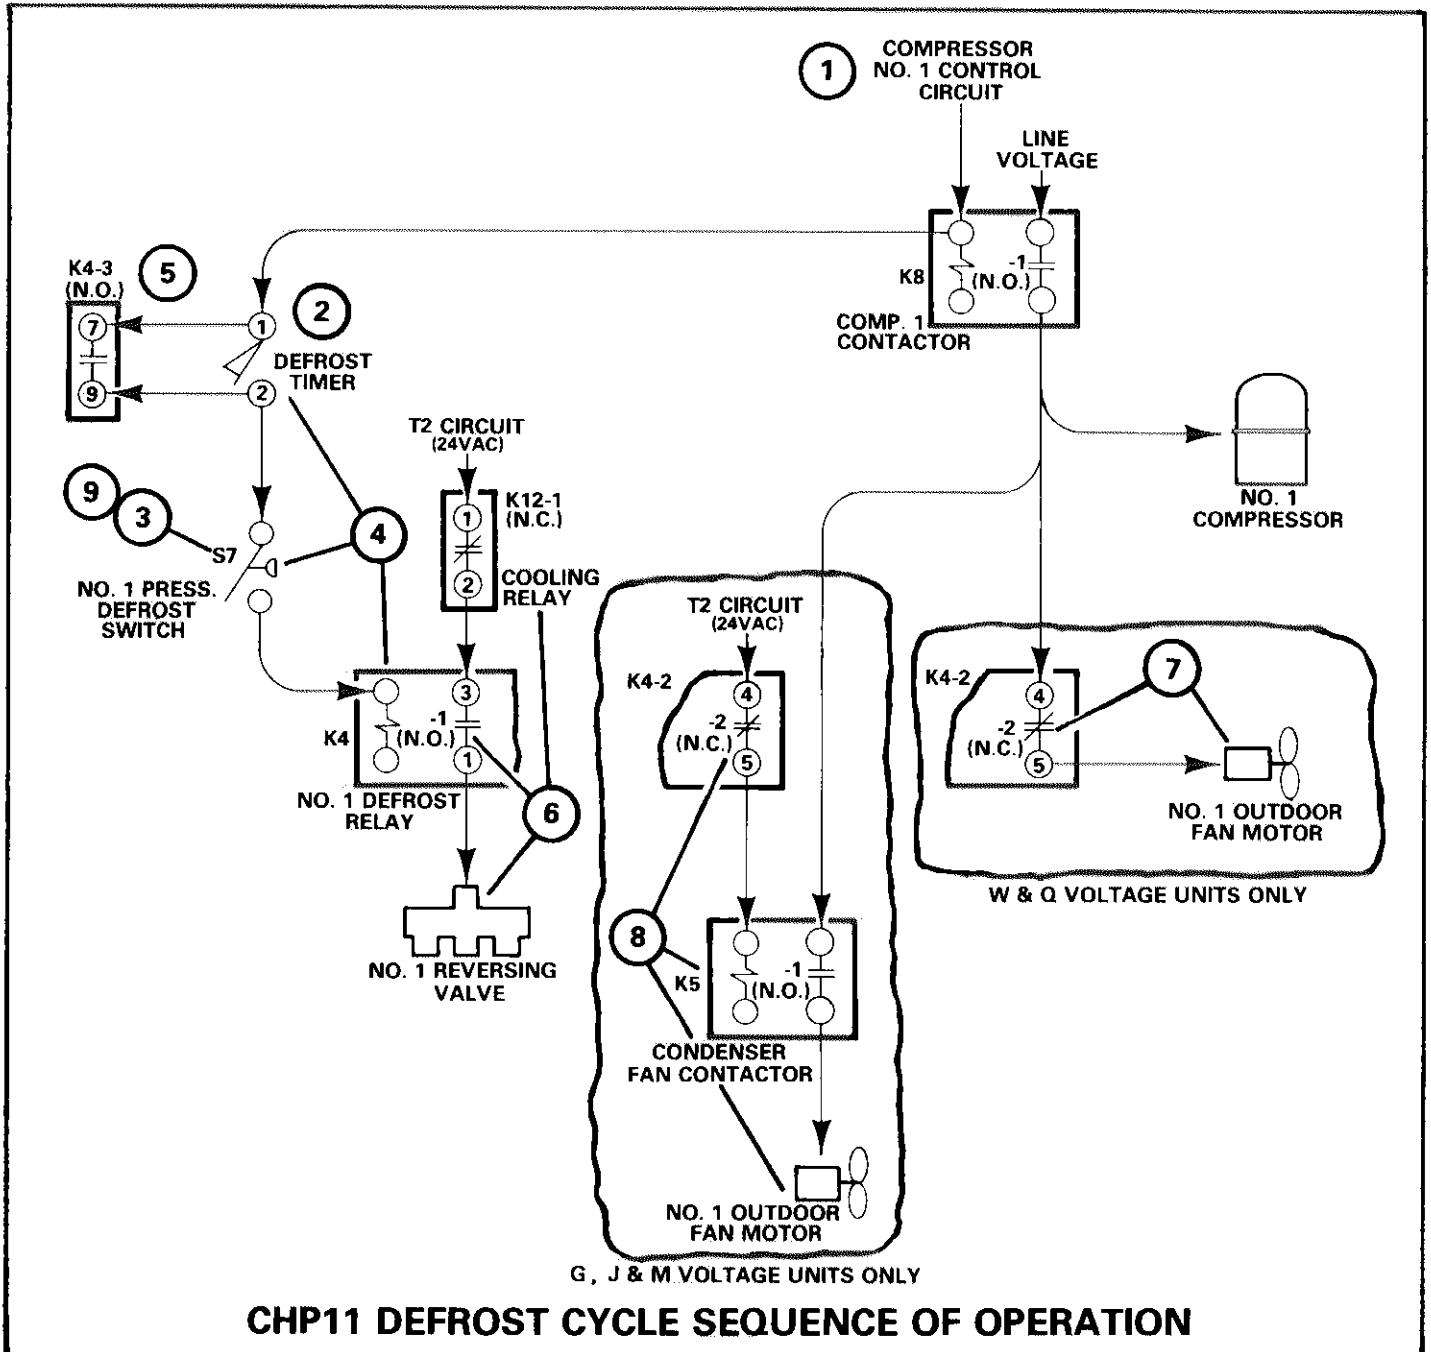 1
COMPRESSOR
NO. 1 CONTROL
CIRCUIT
LINE
VOLTAGE
K8
-1
(N.O.)
COMP. 1
CONTACTOR
K4-3
(N.O.)
5
7
9
1
2
2
DEFROST
TIMER
T2 CIRCUIT
(24VAC)
9
3
S7
4
NO. 1 PRESS.
DEFROST
SWITCH
1
K12-1
(N.C.)
2
COOLING
RELAY
NO. 1
COMPRESSOR
K4
3
-1
(N.O.)
1
NO. 1 DEFROST
RELAY
6
NO. 1 REVERSING
VALVE
T2 CIRCUIT
(24VAC)
K4-2
4
-2
(N.C.)
5
8
K5
-1
(N.O.)
CONDENSER
FAN CONTACTOR
NO. 1 OUTDOOR
FAN MOTOR
G, J & M VOLTAGE UNITS ONLY
K4-2
4
-2
(N.C.)
5
7
NO. 1 OUTDOOR
FAN MOTOR
W & Q VOLTAGE UNITS ONLY
CHP11 DEFROST CYCLE SEQUENCE OF OPERATION